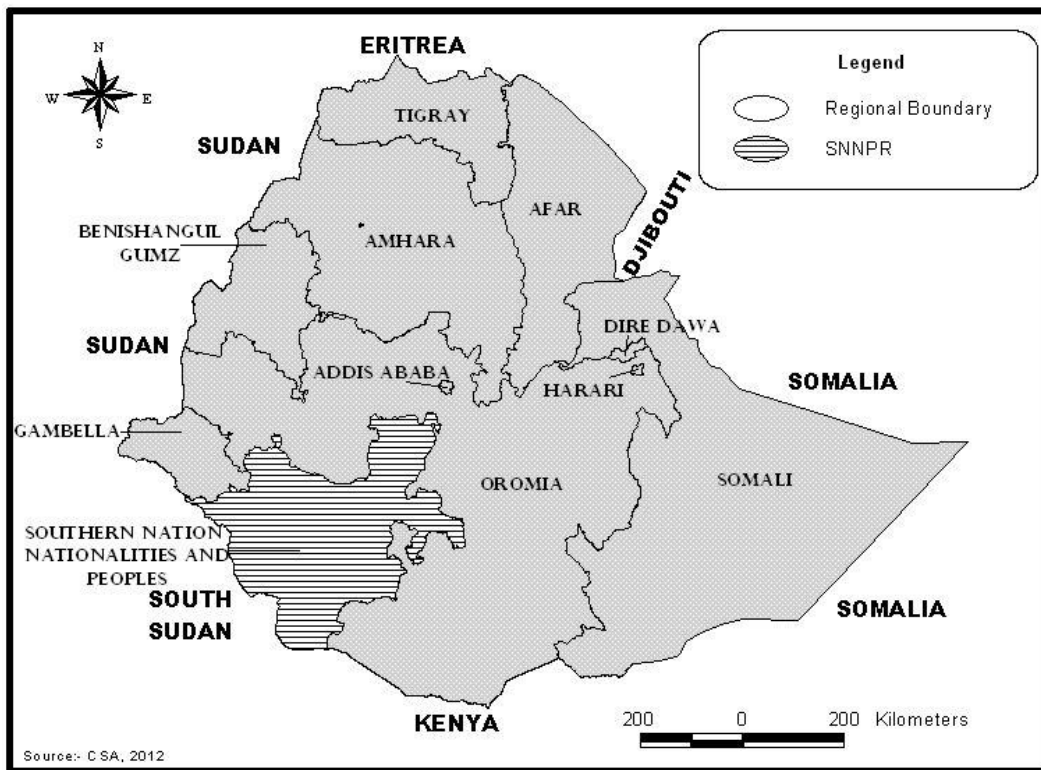 ERITREA
N
W E
S
Legend
Regional Boundary
SNNPR
TIGRAY
SUDAN
AFAR
DJIBOUTI
BENISHANGUL
GUMZ
AMHARA
DIRE DAWA
SUDAN
ADDIS ABABA
HARARI
SOMALIA
GAMBELLA
OROMIA
SOMALI
SOUTHERN NATION
NATIONALITIES AND
PEOPLES
SOUTH
SUDAN
SOMALIA
KENYA
200 0 200 Kilometers
Source:- CSA, 2012